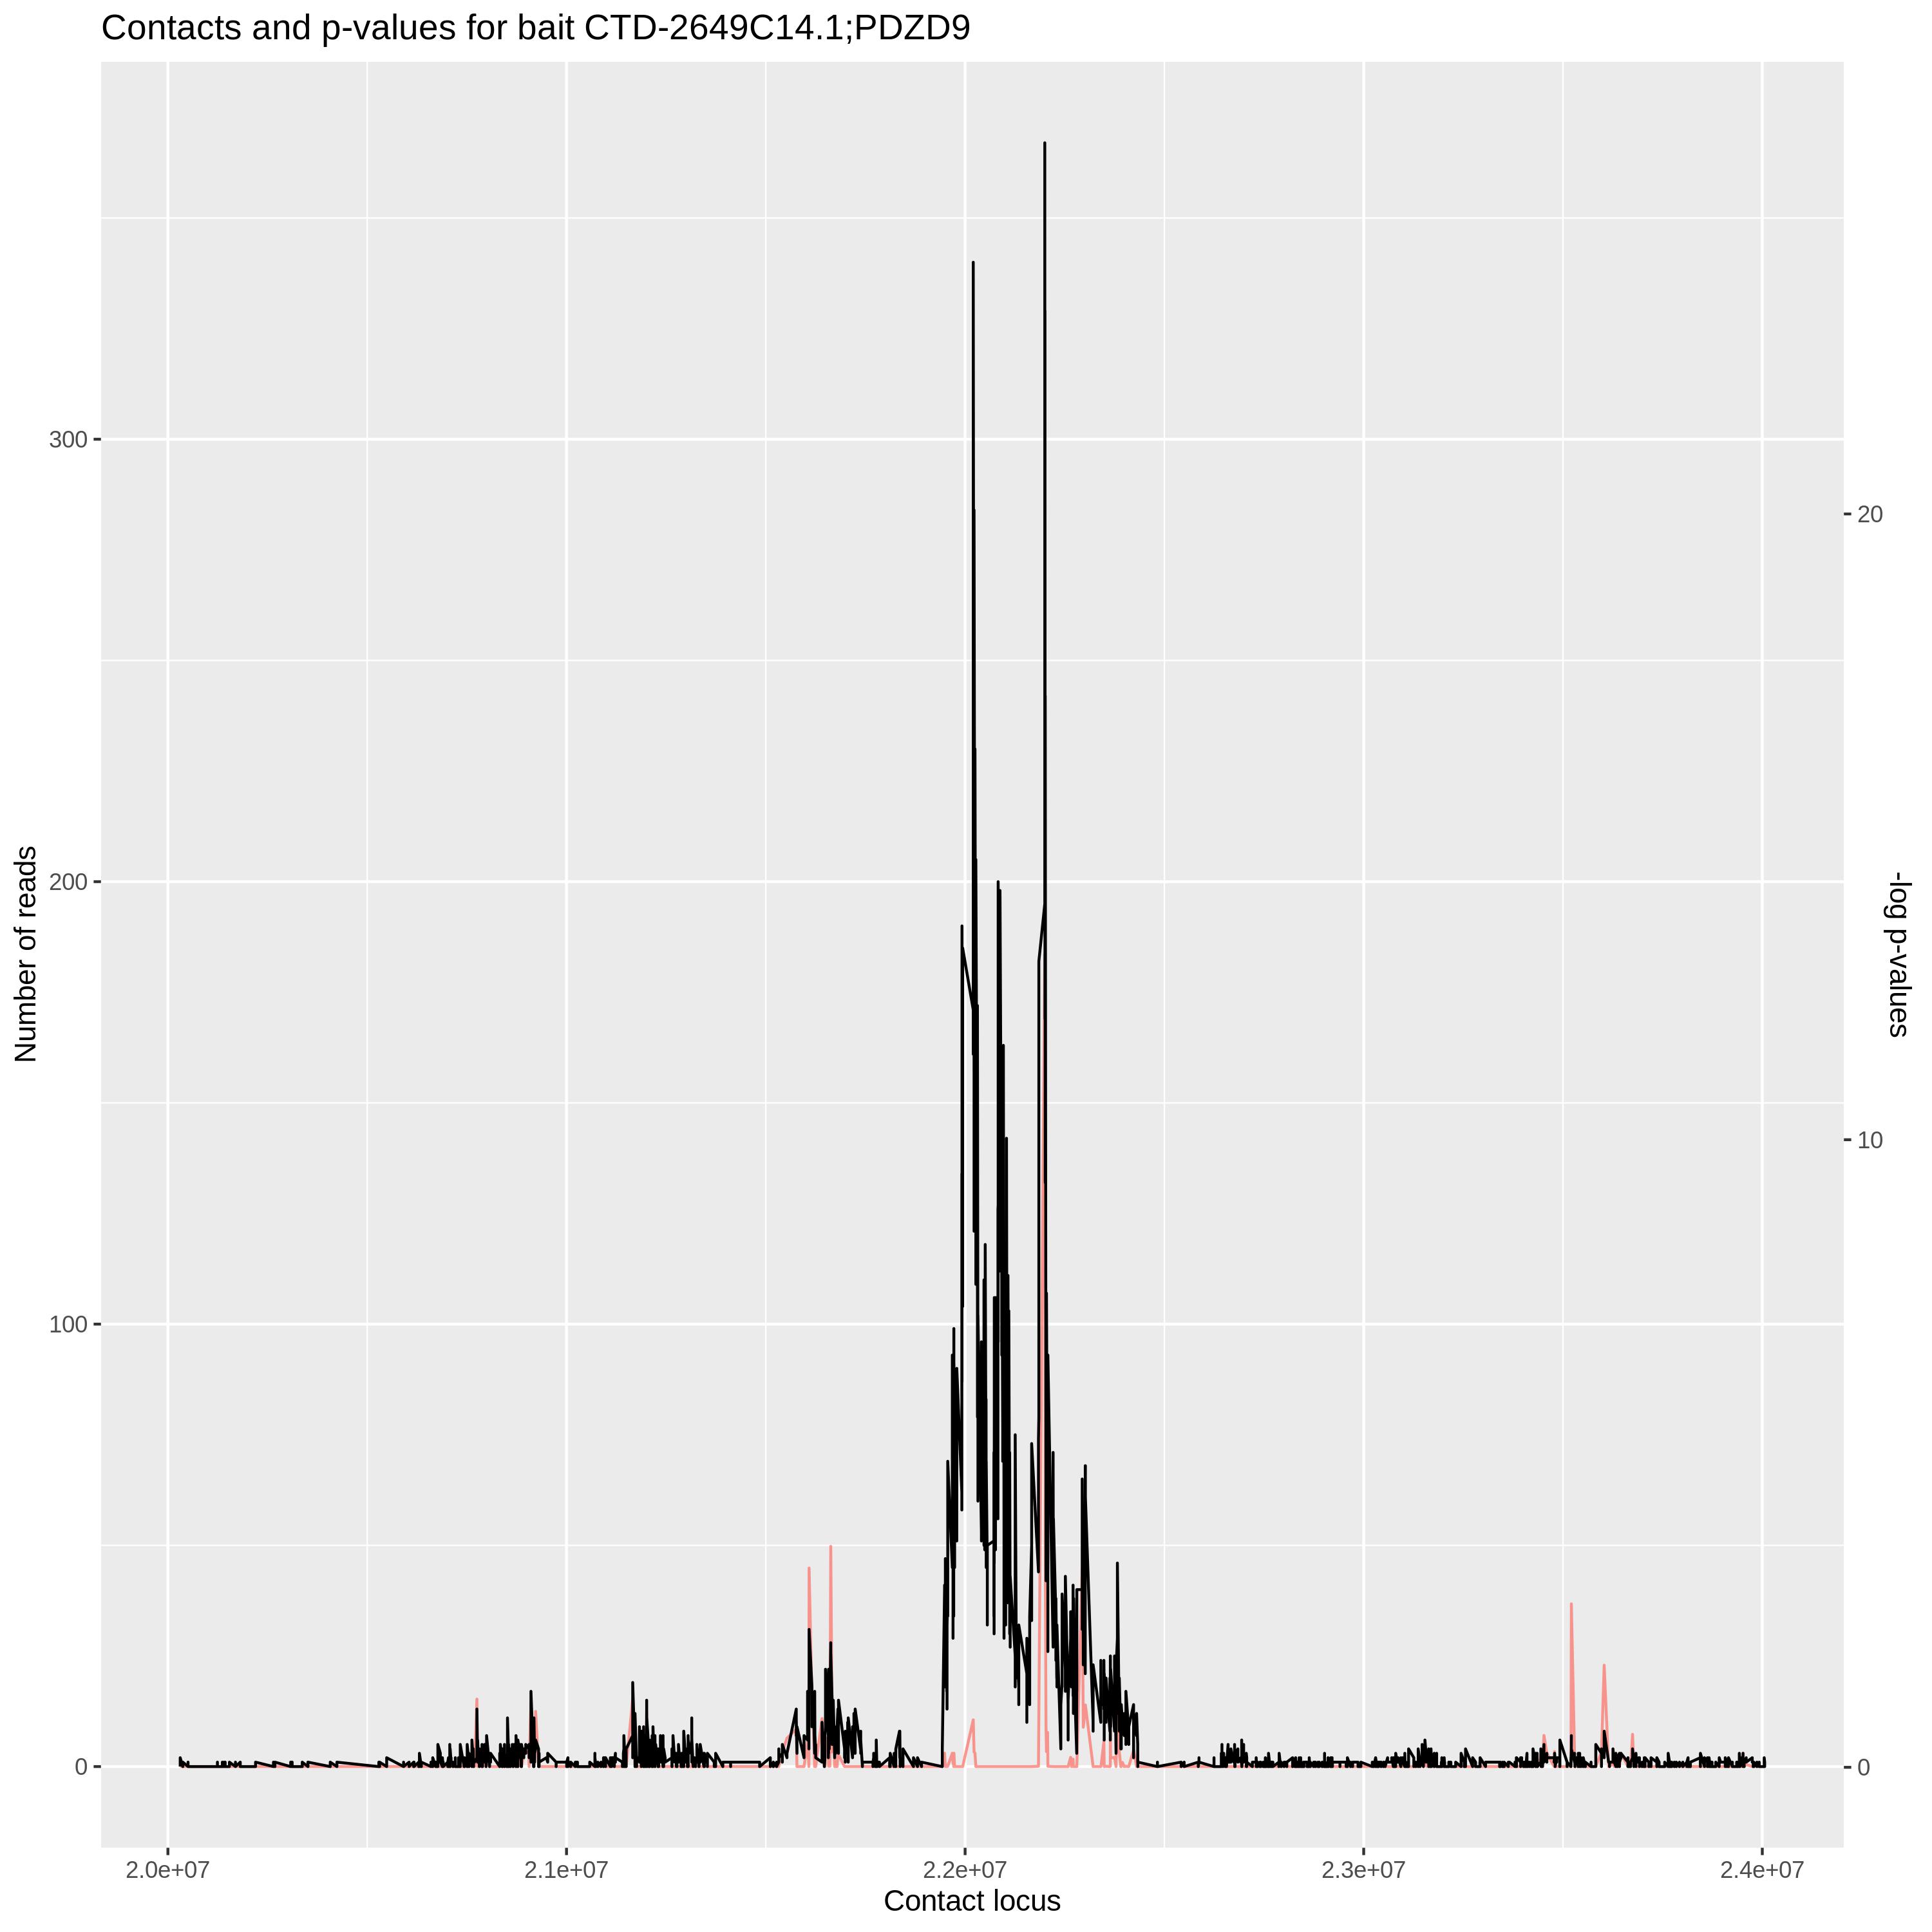 Contacts and p-values for bait CTD-2649C14.1;PDZD9
Number of reads
300
200
100
0
20
10
0
-log p-values
2.0e+07
2.1e+07
2.2e+07
2.3e+07
2.4e+07
Contact locus